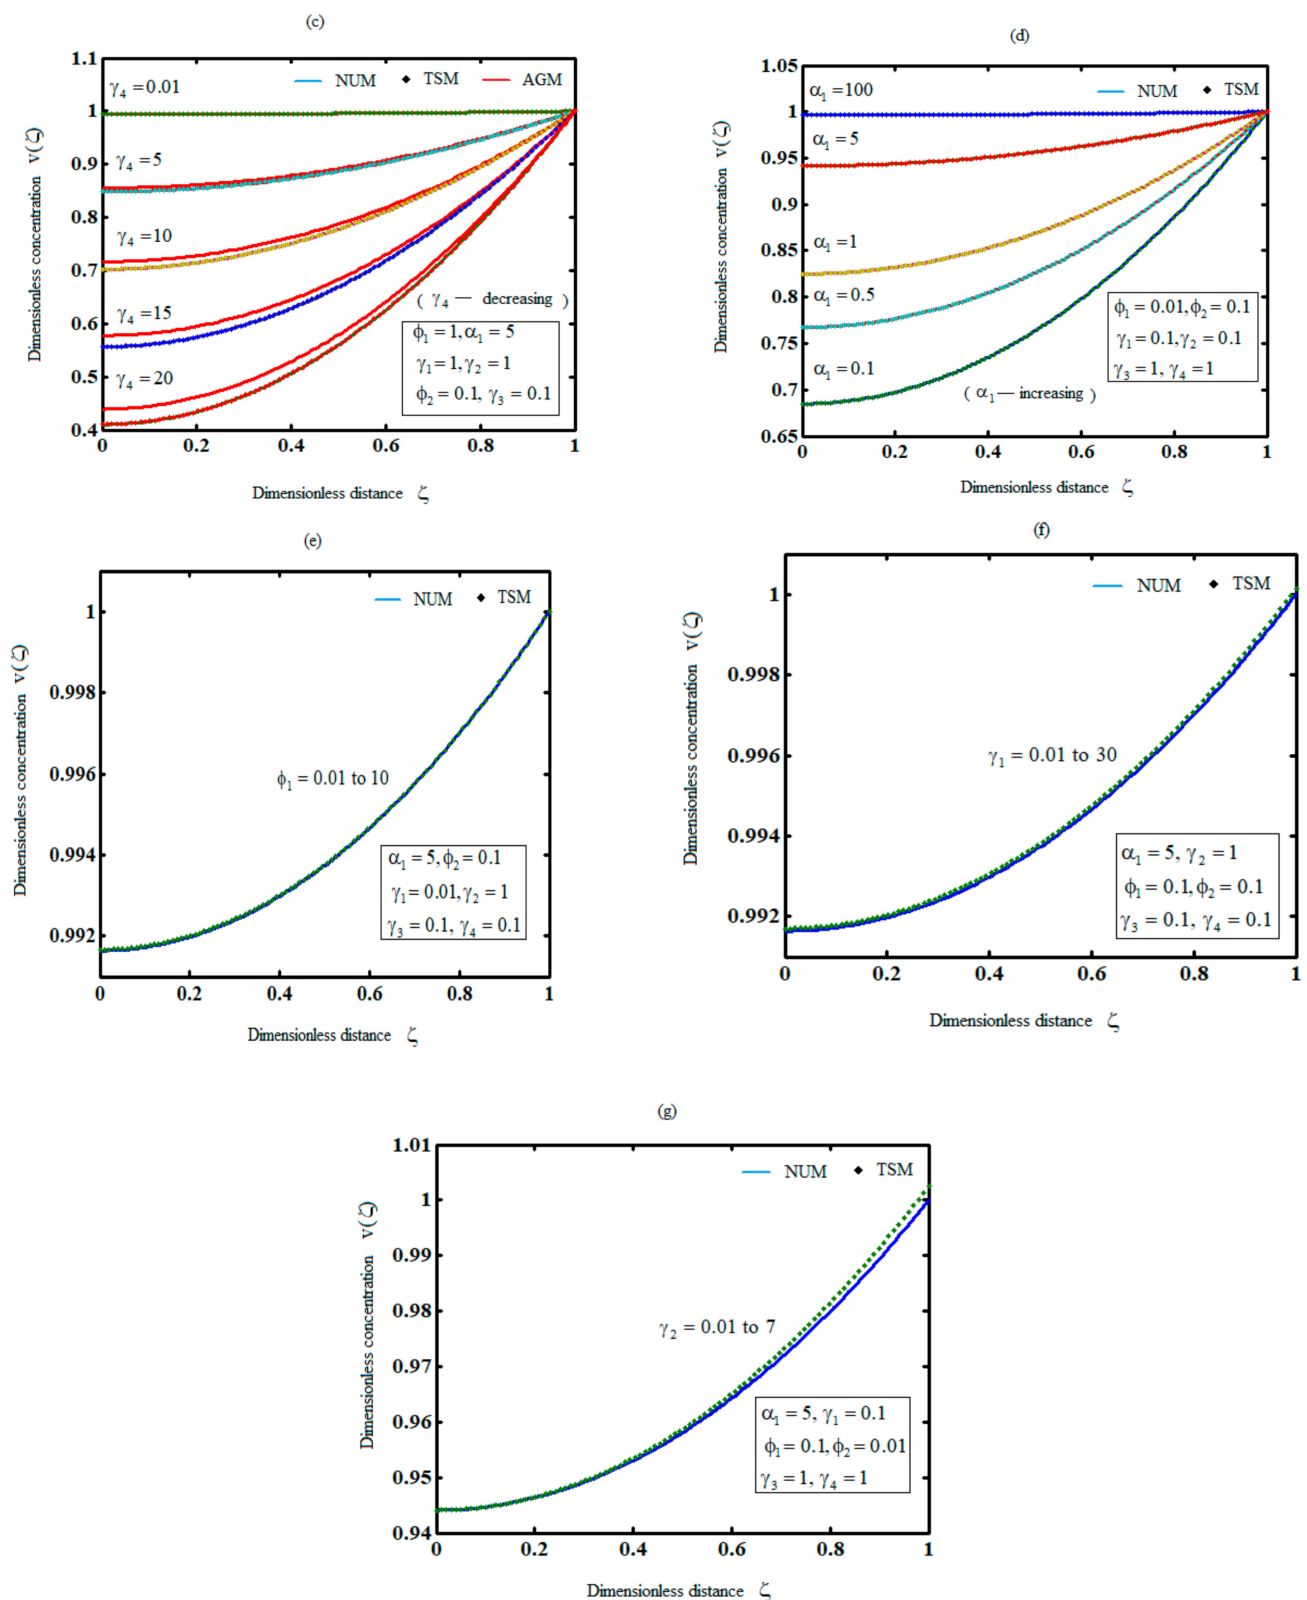 (c)
1.1
1
0.9
0.8
0.7
0.6
0.5
0.4
Dimensionless concentration v(ζ)
NUM TSM AGM
γ₄ = 0.01
γ₄ = 5
γ₄ = 10
γ₄ = 15
γ₄ = 20
( γ₄ — decreasing )
ϕ₁ = 1, α₁ = 5
γ₁ = 1, γ₂ = 1
ϕ₂ = 0.1, γ₃ = 0.1
0 0.2 0.4 0.6 0.8 1
Dimensionless distance ζ
(d)
1.05
1
0.95
0.9
0.85
0.8
0.75
0.7
0.65
Dimensionless concentration v(ζ)
NUM TSM
α₁ = 100
α₁ = 5
α₁ = 1
α₁ = 0.5
α₁ = 0.1
( α₁ — increasing )
ϕ₁ = 0.01, ϕ₂ = 0.1
γ₁ = 0.1, γ₂ = 0.1
γ₃ = 1, γ₄ = 1
0 0.2 0.4 0.6 0.8 1
Dimensionless distance ζ
(e)
1
0.998
0.996
0.994
0.992
Dimensionless concentration v(ζ)
NUM TSM
ϕ₁ = 0.01 to 10
α₁ = 5, ϕ₂ = 0.1
γ₁ = 0.01, γ₂ = 1
γ₃ = 0.1, γ₄ = 0.1
0 0.2 0.4 0.6 0.8 1
Dimensionless distance ζ
(f)
1
0.998
0.996
0.994
0.992
Dimensionless concentration v(ζ)
NUM TSM
γ₁ = 0.01 to 30
α₁ = 5, γ₂ = 1
ϕ₁ = 0.1, ϕ₂ = 0.1
γ₃ = 0.1, γ₄ = 0.1
0 0.2 0.4 0.6 0.8 1
Dimensionless distance ζ
(g)
1.01
1
0.99
0.98
0.97
0.96
0.95
0.94
Dimensionless concentration v(ζ)
NUM TSM
γ₂ = 0.01 to 7
α₁ = 5, γ₁ = 0.1
ϕ₁ = 0.1, ϕ₂ = 0.01
γ₃ = 1, γ₄ = 1
0 0.2 0.4 0.6 0.8 1
Dimensionless distance ζ